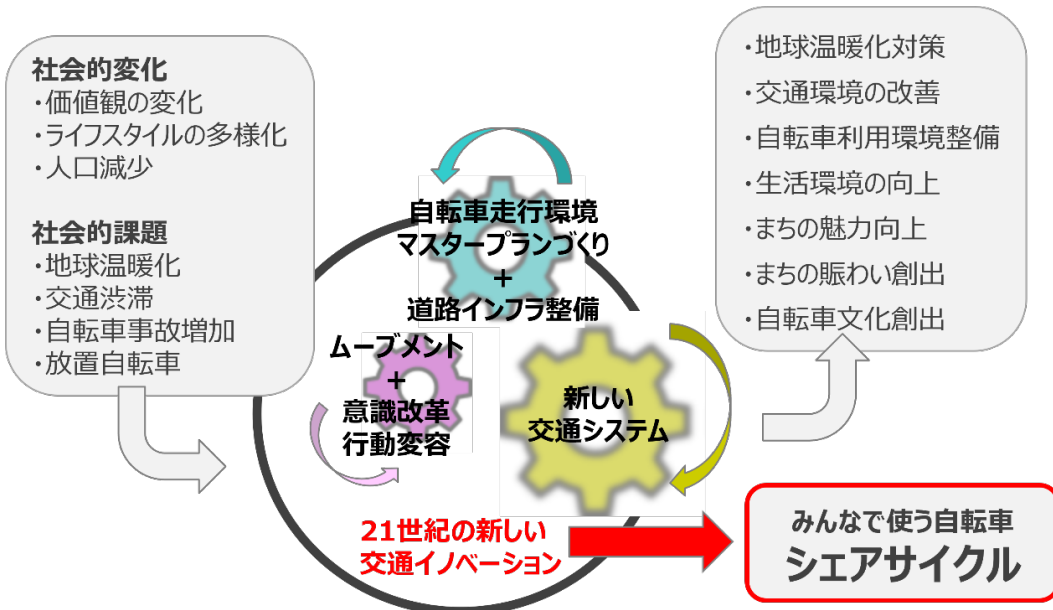 社会的変化
・価値観の変化
・ライフスタイルの多様化
・人口減少
社会的課題
・地球温暖化
・交通渋滞
・自転車事故増加
・放置自転車
自転車走行環境
マスタープランづくり
+
道路インフラ整備
ムーブメント
+
意識改革
行動変容
新しい
交通システム
21世紀の新しい
交通イノベーション
・地球温暖化対策
・交通環境の改善
・自転車利用環境整備
・生活環境の向上
・まちの魅力向上
・まちの賑わい創出
・自転車文化創出
みんなで使う自転車
シェアサイクル